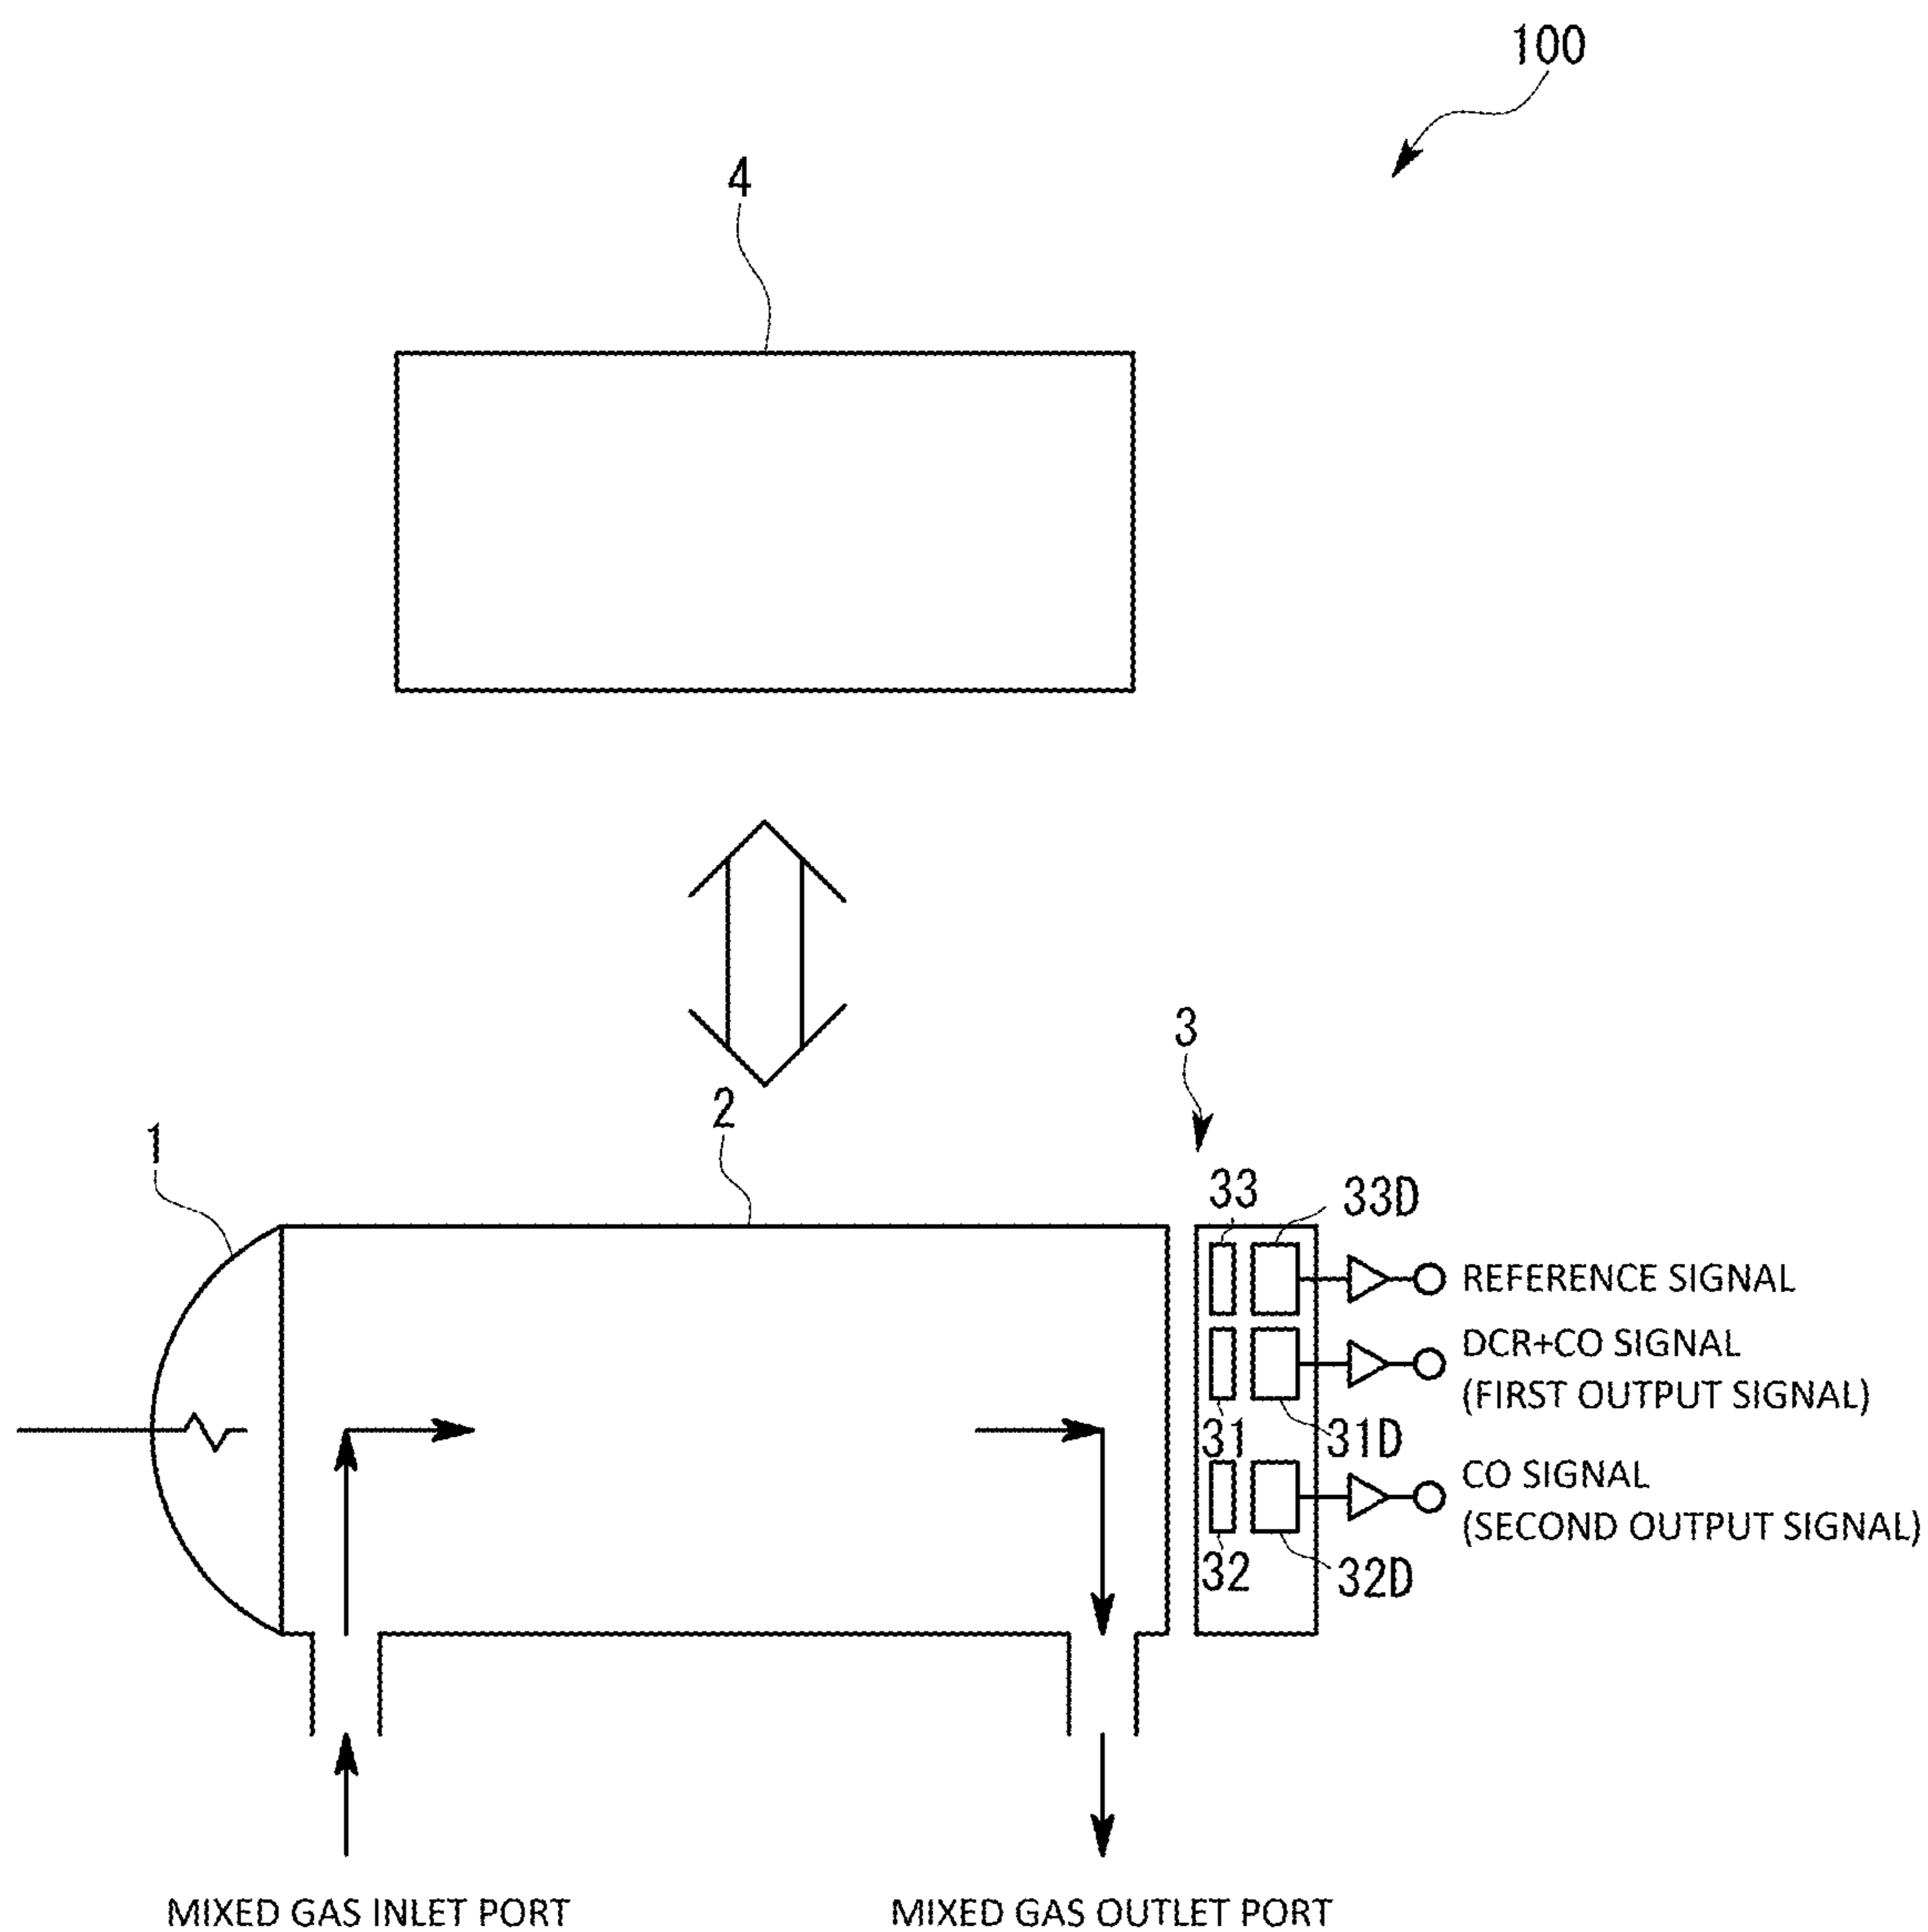 100
4
3
2
1
33
33D
REFERENCE SIGNAL
DCR+CO SIGNAL
(FIRST OUTPUT SIGNAL)
31
31D
CO SIGNAL
(SECOND OUTPUT SIGNAL)
32
32D
MIXED GAS INLET PORT
MIXED GAS OUTLET PORT